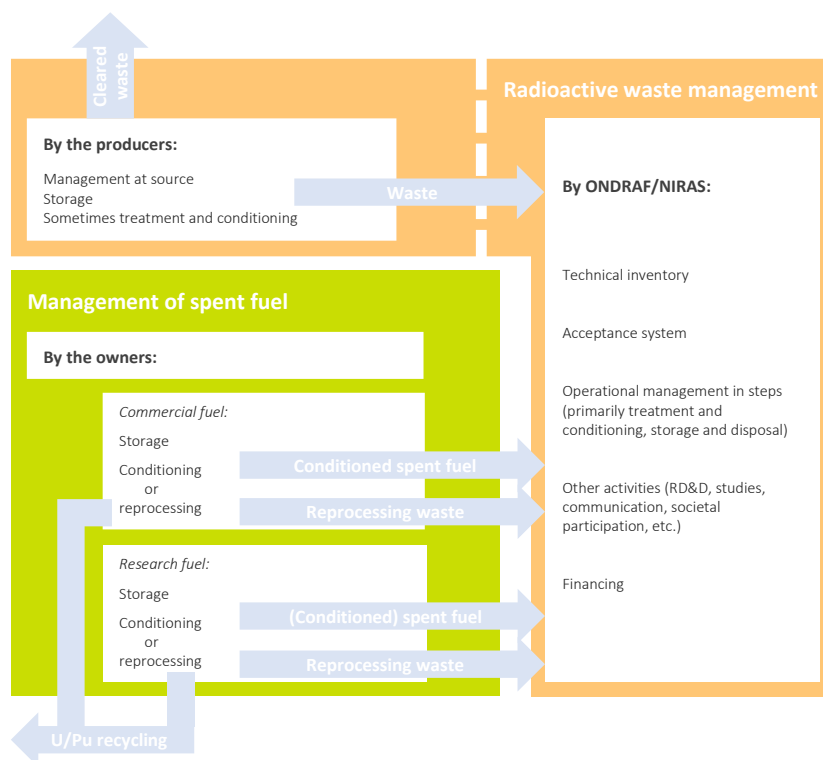 Cleared
waste
Radioactive waste management
By the producers:
Management at source
Storage
Sometimes treatment and conditioning
Waste
By ONDRAF/NIRAS:
Technical inventory
Acceptance system
Operational management in steps
(primarily treatment and
conditioning, storage and disposal)
Other activities (RD&D, studies,
communication, societal
participation, etc.)
Financing
Management of spent fuel
By the owners:
Commercial fuel:
Storage
Conditioning
or
reprocessing
Conditioned spent fuel
Reprocessing waste
Research fuel:
Storage
Conditioning
or
reprocessing
(Conditioned) spent fuel
Reprocessing waste
U/Pu recycling